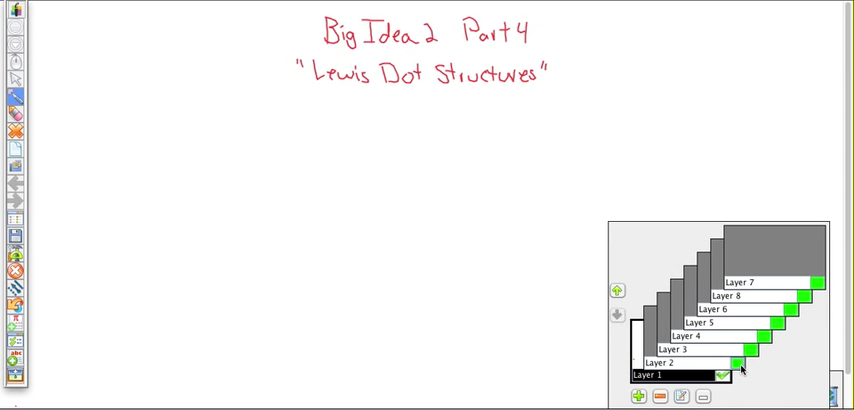 Big Idea 2 Part 4
"Lewis Dot Structures"
Layer 7
Layer 8
Layer 6
Layer 5
Layer 4
Layer 3
Layer 2
Layer 1